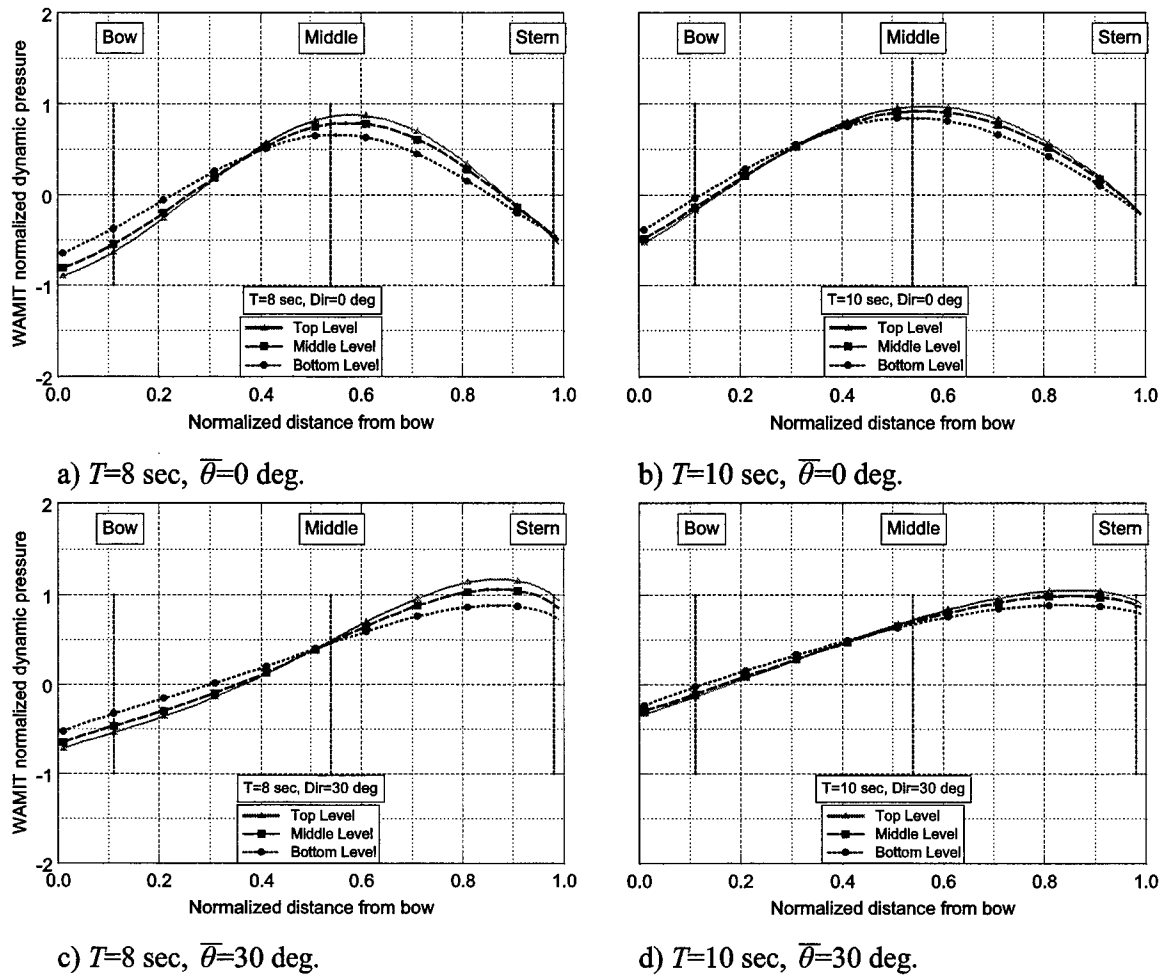 2
Bow
Middle
Stern
1
0
-1
-2
WAMIT normalized dynamic pressure
T=8 sec, Dir=0 deg
Top Level
Middle Level
Bottom Level
0.0 0.2 0.4 0.6 0.8 1.0
Normalized distance from bow
a) T=8 sec, θ̅=0 deg.
Bow
Middle
Stern
T=10 sec, Dir=0 deg
Top Level
Middle Level
Bottom Level
0.0 0.2 0.4 0.6 0.8 1.0
Normalized distance from bow
b) T=10 sec, θ̅=0 deg.
2
Bow
Middle
Stern
1
0
-1
-2
WAMIT normalized dynamic pressure
T=8 sec, Dir=30 deg
Top Level
Middle Level
Bottom Level
0.0 0.2 0.4 0.6 0.8 1.0
Normalized distance from bow
c) T=8 sec, θ̅=30 deg.
Bow
Middle
Stern
T=10 sec, Dir=30 deg
Top Level
Middle Level
Bottom Level
0.0 0.2 0.4 0.6 0.8 1.0
Normalized distance from bow
d) T=10 sec, θ̅=30 deg.